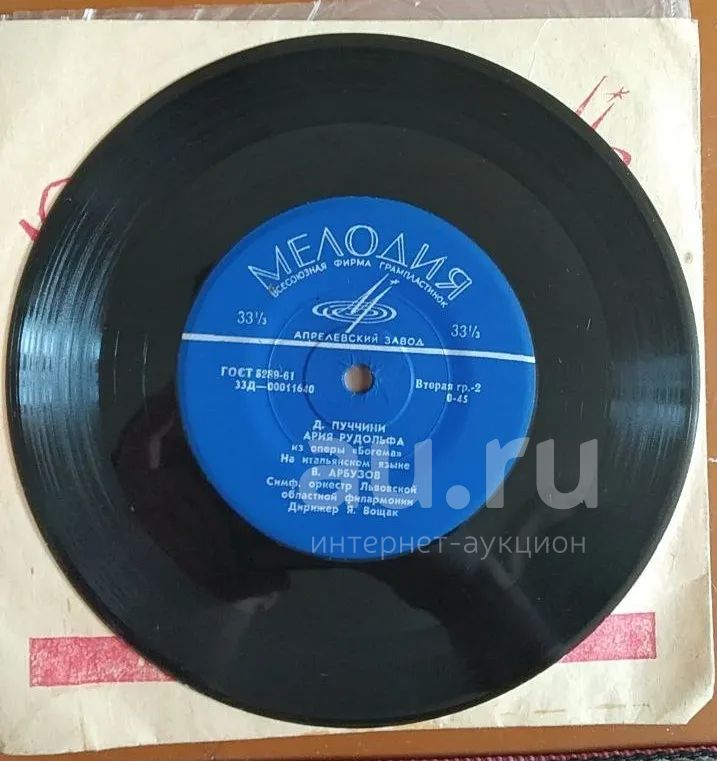 МЕЛОДИЯ
ВСЕСОЮЗНАЯ ФИРМА ГРАМПЛАСТИНОК
33⅓
33⅓
АПРЕЛЕВСКИЙ ЗАВОД
ГОСТ 5289-61
33Д—00011640
Вторая гр.-2
0-45
Д. ПУЧЧИНИ
АРИЯ РУДОЛЬФА
из оперы «Богема»
На итальянском языке
В. АРБУЗОВ
Симф. оркестр Львовской
областной филармонии
Дирижер Я. Вощак
au.ru
интернет-аукцион